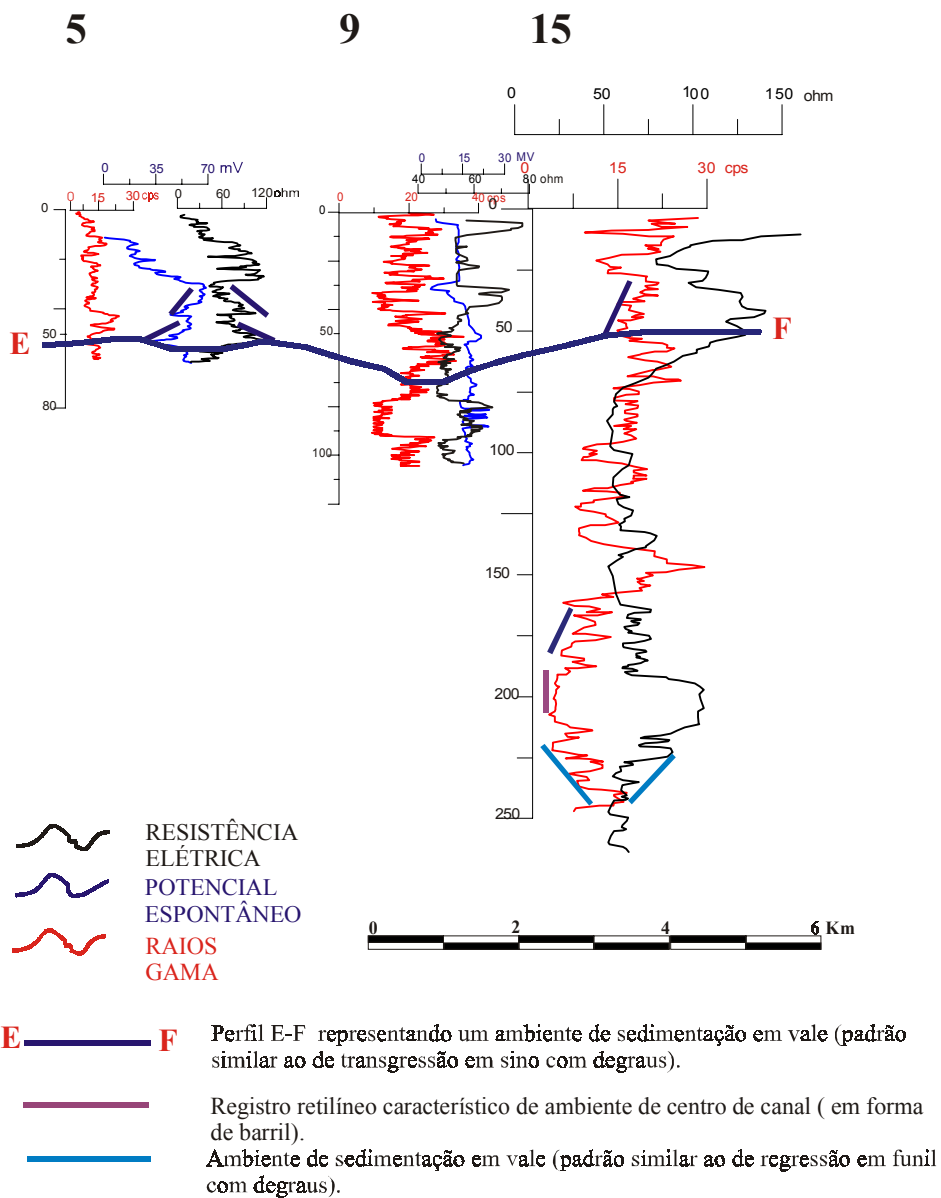 5 9 15
0 50 100 150 ohm
0 35 70 mV
0 15 30 MV
0 15 30 cps
40 60 80 ohm
0 15 30 cps 0 60 120 ohm
0 20 40 cps
0
0
0
50
50
50
80
100
100
150
200
250
E F
RESISTÊNCIA
ELÉTRICA
POTENCIAL
ESPONTÂNEO
RAIOS
GAMA
0 2 4 6 Km
E F Perfil E-F representando um ambiente de sedimentação em vale (padrão
similar ao de transgressão em sino com degraus).
Registro retilíneo característico de ambiente de centro de canal ( em forma
de barril).
Ambiente de sedimentação em vale (padrão similar ao de regressão em funil
com degraus).